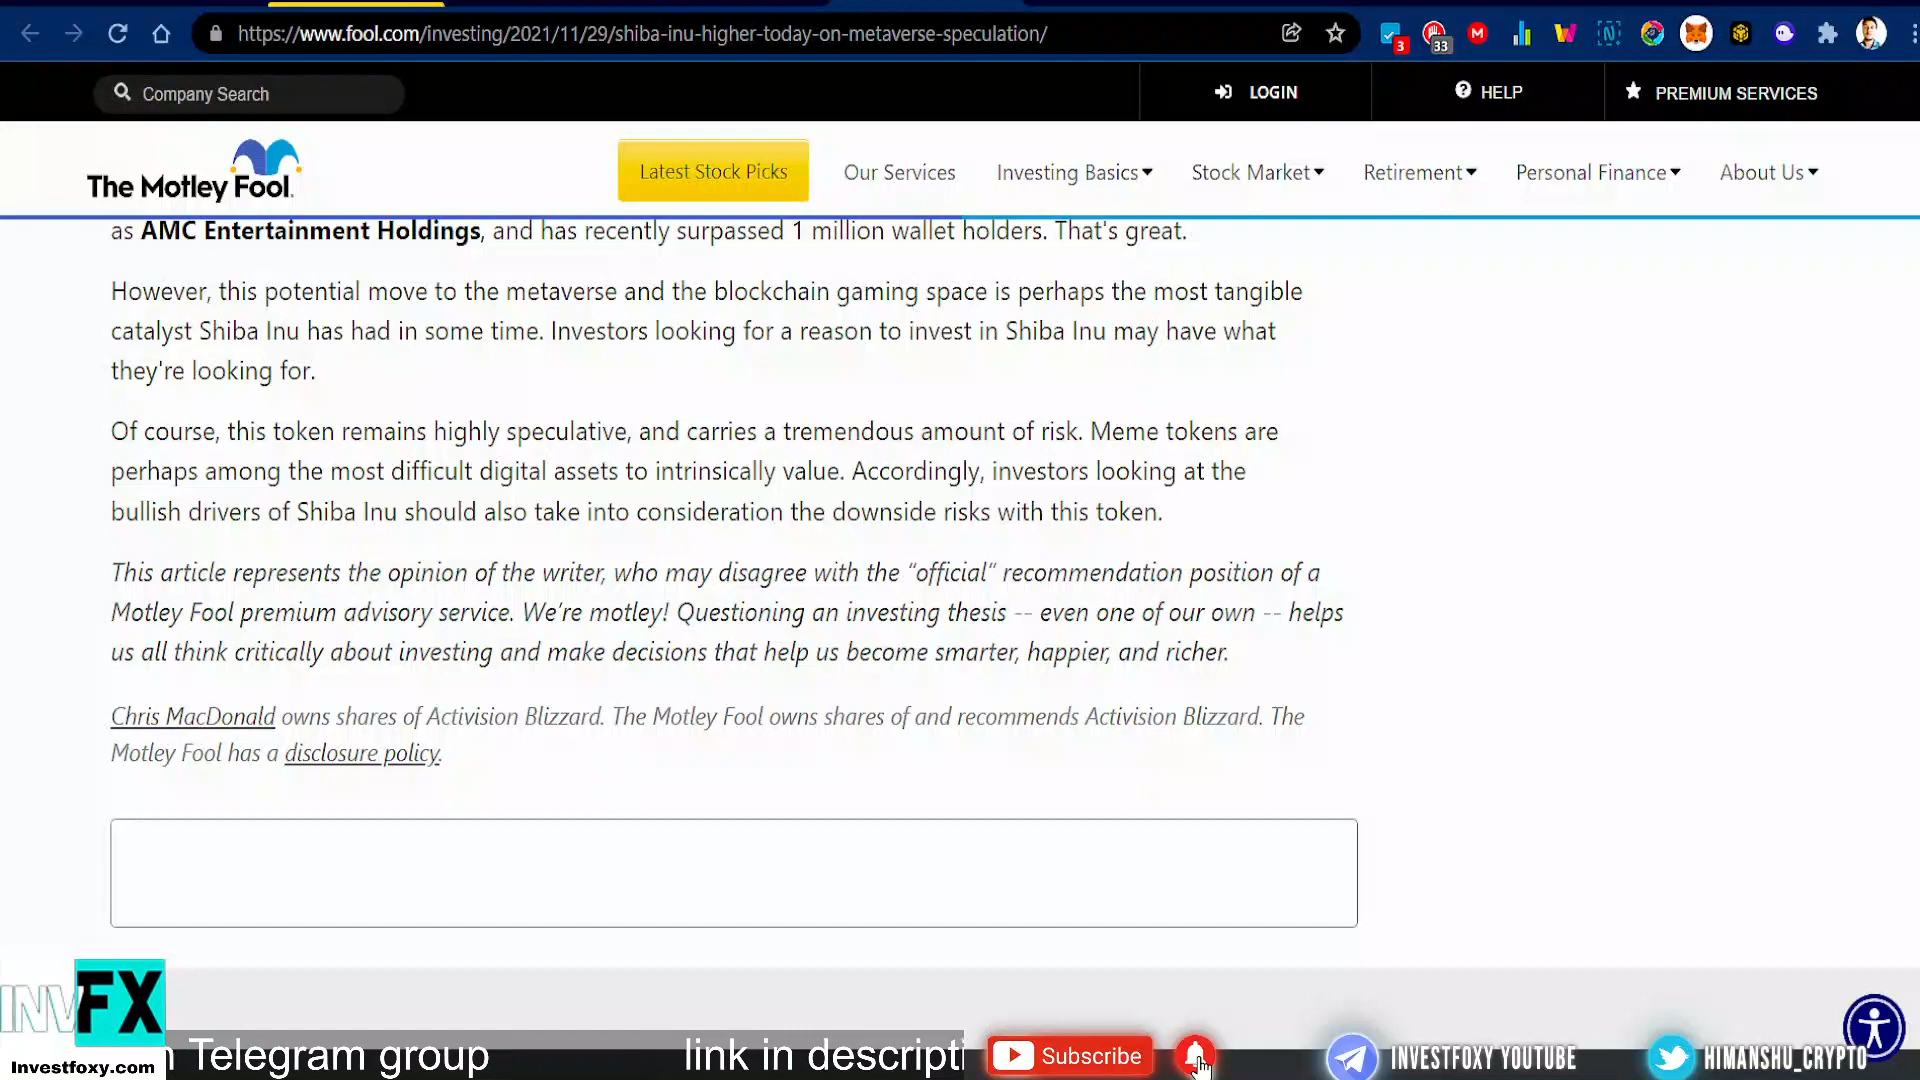 https://www.fool.com/investing/2021/11/29/shiba-inu-higher-today-on-metaverse-speculation/
3
33
Company Search
LOGIN
HELP
PREMIUM SERVICES
The Motley Fool.
Latest Stock Picks
Our Services
Investing Basics
Stock Market
Retirement
Personal Finance
About Us
as AMC Entertainment Holdings, and has recently surpassed 1 million wallet holders. That's great.
However, this potential move to the metaverse and the blockchain gaming space is perhaps the most tangible
catalyst Shiba Inu has had in some time. Investors looking for a reason to invest in Shiba Inu may have what
they're looking for.
Of course, this token remains highly speculative, and carries a tremendous amount of risk. Meme tokens are
perhaps among the most difficult digital assets to intrinsically value. Accordingly, investors looking at the
bullish drivers of Shiba Inu should also take into consideration the downside risks with this token.
This article represents the opinion of the writer, who may disagree with the “official” recommendation position of a
Motley Fool premium advisory service. We’re motley! Questioning an investing thesis -- even one of our own -- helps
us all think critically about investing and make decisions that help us become smarter, happier, and richer.
Chris MacDonald owns shares of Activision Blizzard. The Motley Fool owns shares of and recommends Activision Blizzard. The
Motley Fool has a disclosure policy.
INVFX
Investfoxy.com
Telegram group
link in descripti
Subscribe
INVESTFOXY YOUTUBE
HIMANSHU_CRYPTO